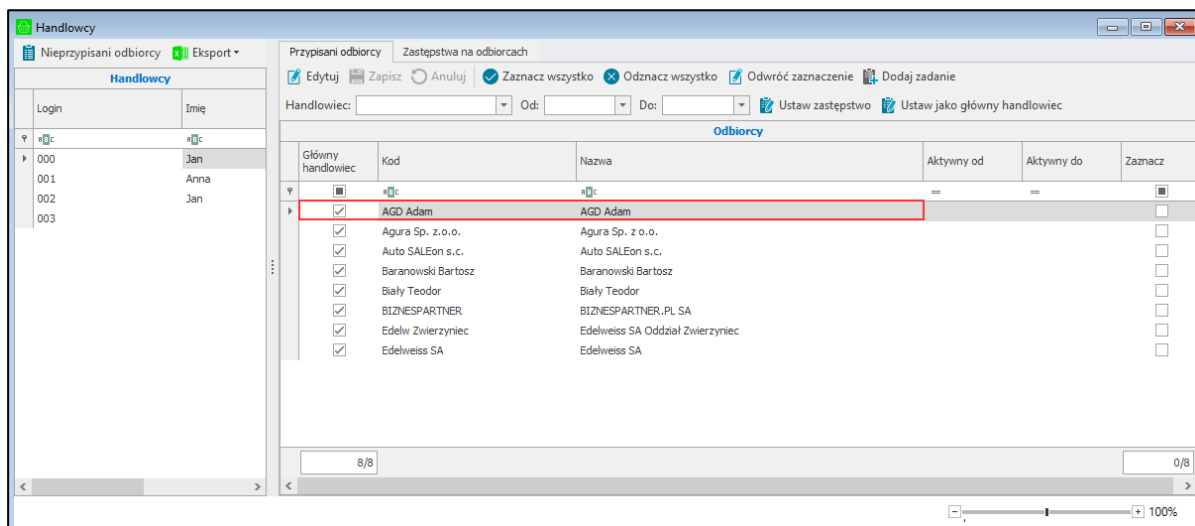 Handlowcy
Nieprzypisani odbiorcy Eksport
Handlowcy
Login Imię
000 Jan
001 Anna
002 Jan
003
Przypisani odbiorcy Zastępstwa na odbiorcach
Edytuj Zapisz Anuluj Zaznacz wszystko Odznacz wszystko Odwróć zaznaczenie Dodaj zadanie
Handlowiec: Od: Do: Ustaw zastępstwo Ustaw jako główny handlowiec
Odbiorcy
Główny handlowiec Kod Nazwa Aktywny od Aktywny do Zaznacz
= =
AGD Adam AGD Adam
Agura Sp. z.o.o. Agura Sp. z o.o.
Auto SALEon s.c. Auto SALEon s.c.
Baranowski Bartosz Baranowski Bartosz
Biały Teodor Biały Teodor
BIZNESPARTNER BIZNESPARTNER.PL SA
Edelw Zwierzyniec Edelweiss SA Oddział Zwierzyniec
Edelweiss SA Edelweiss SA
8/8 0/8
100%